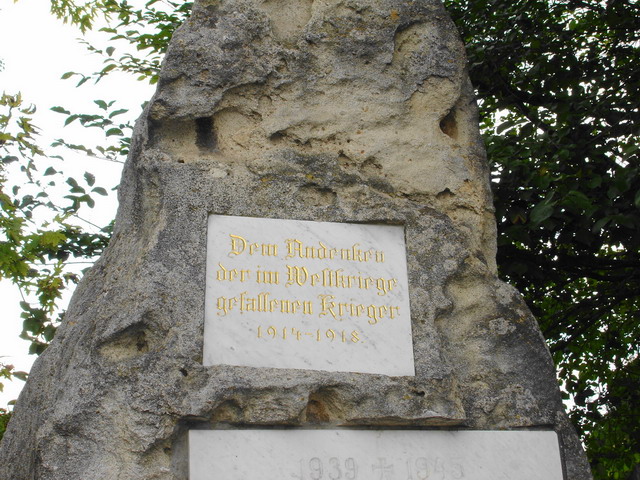 Dem Andenken
der im Weltkriege
gefallenen Krieger
1914-1918.
1939 ✝ 1945